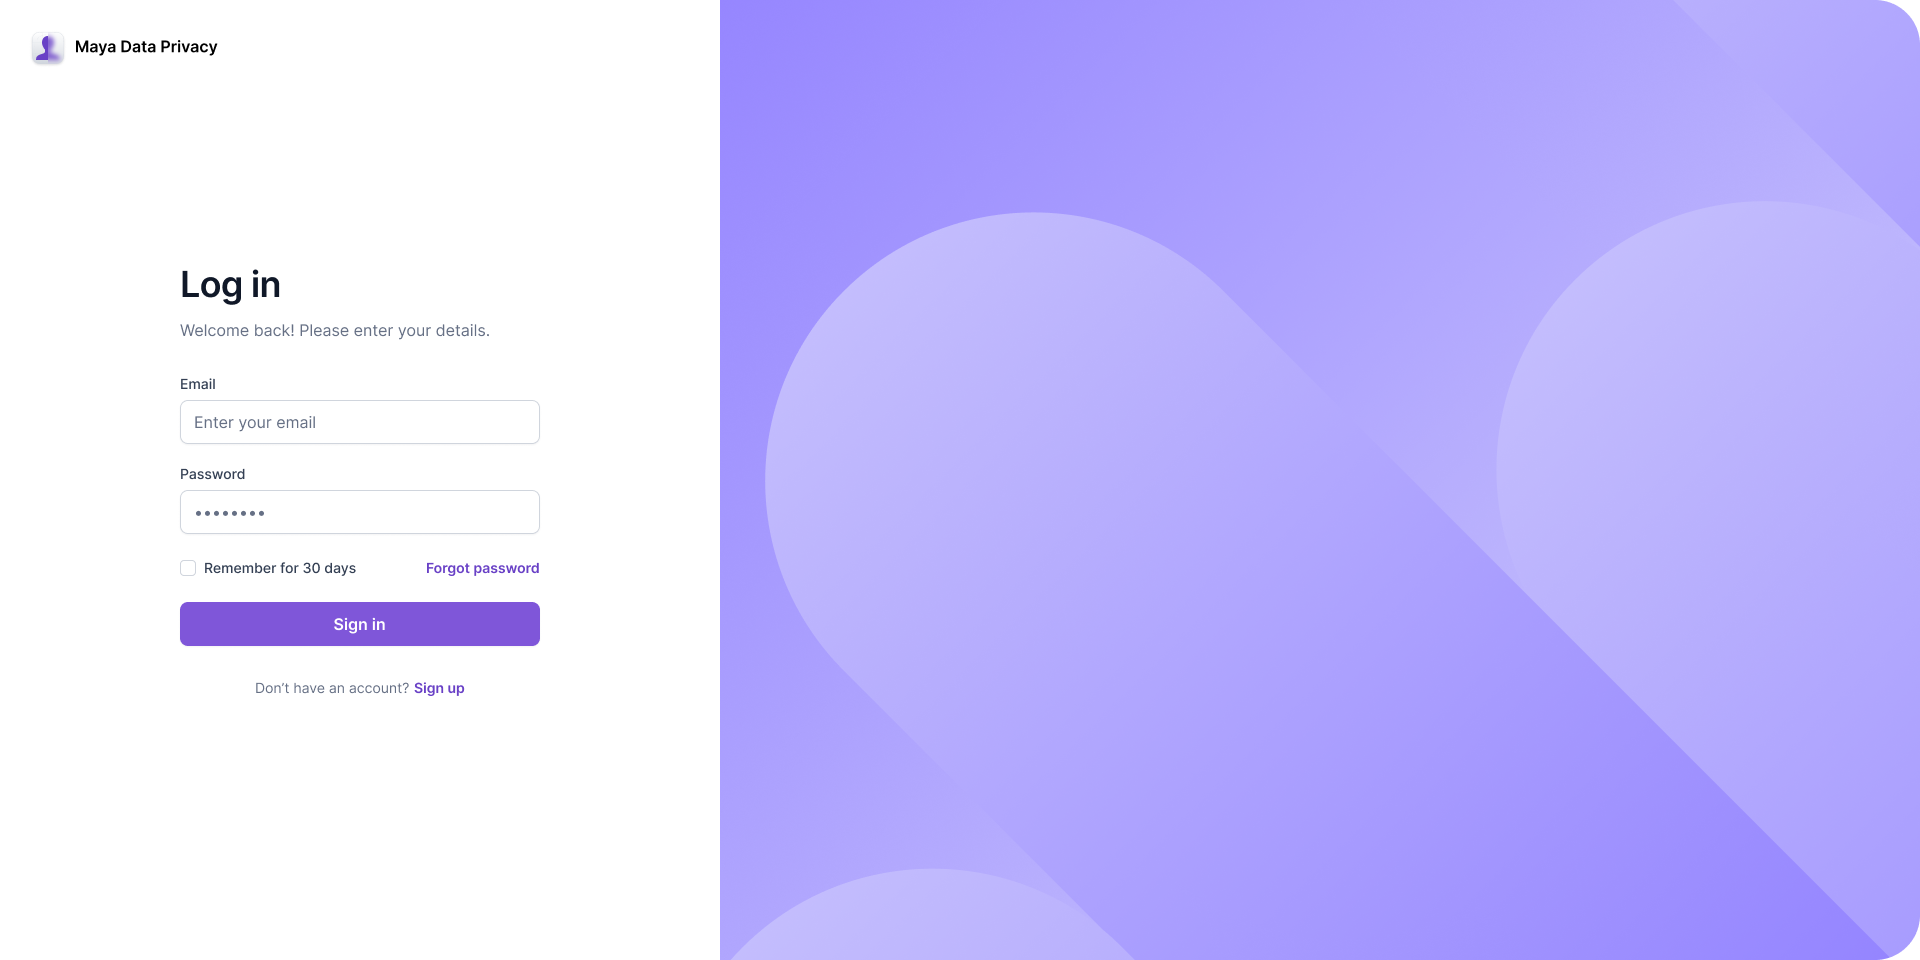 Maya Data Privacy
Log in
Welcome back! Please enter your details.
Email
Enter your email
Password
••••••••
Remember for 30 days
Forgot password
Sign in
Don’t have an account? Sign up